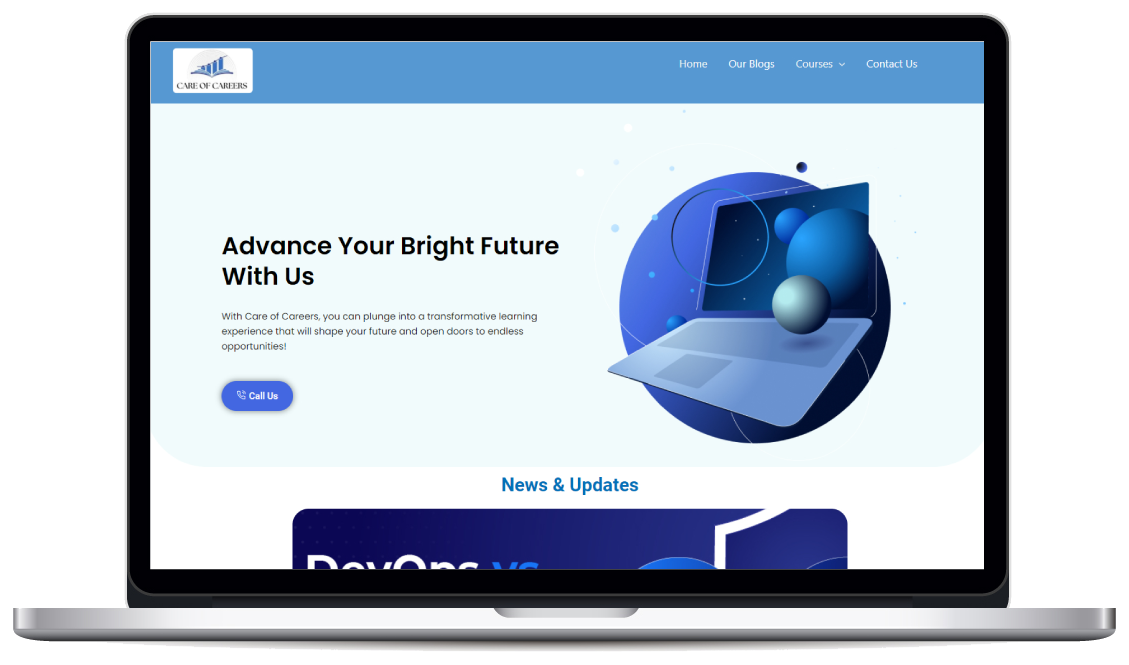 CARE OF CAREERS
Home Our Blogs Courses Contact Us
Advance Your Bright Future
With Us
With Care of Careers, you can plunge into a transformative learning
experience that will shape your future and open doors to endless
opportunities!
Call Us
News & Updates
DevOps vs